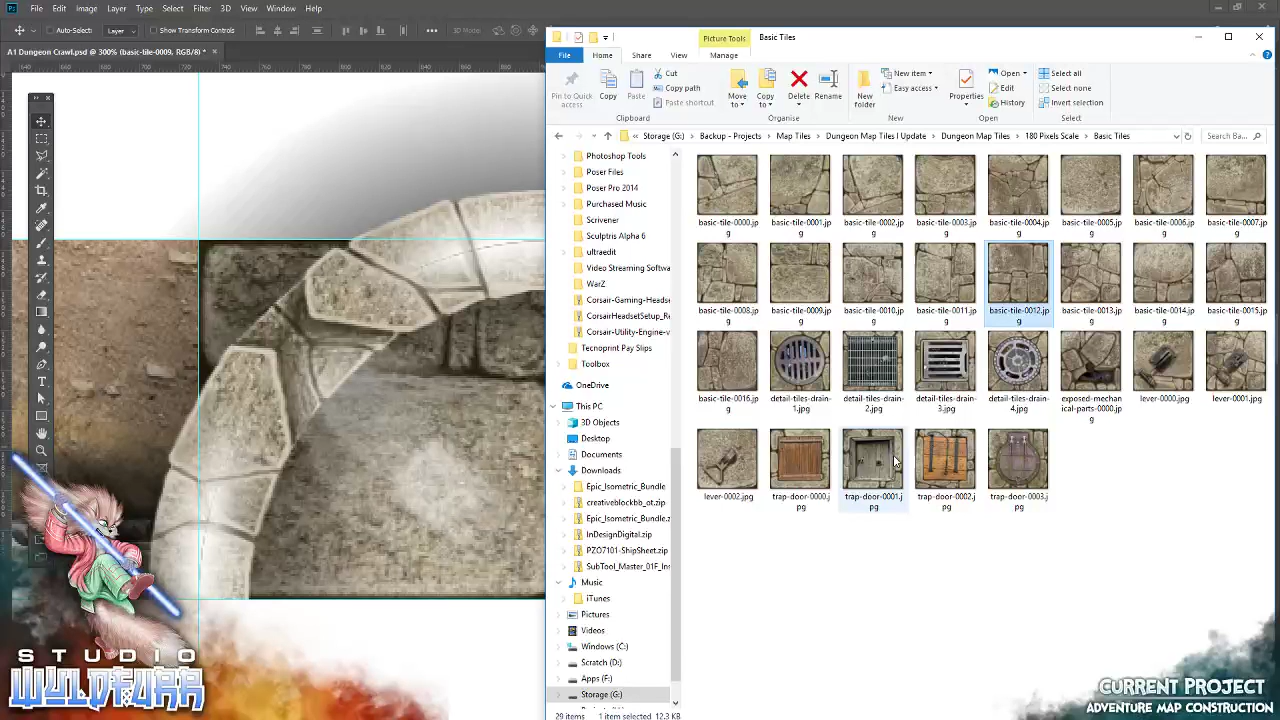 Ps File Edit Image Layer Type Select Filter 3D View Window Help
Auto-Select: Layer Show Transform Controls 3D Mode:
A1 Dungeon Crawl.psd @ 300% (basic-tile-0009, RGB/8) *
Picture Tools Basic Tiles
File Home Share View Manage
Pin to Quick access Copy Paste Cut Copy path Paste shortcut Move to Copy to Delete Rename New folder New item Easy access Properties Open Edit History Select all Select none Invert selection
Clipboard Organise New Open Select
Storage (G:) Backup - Projects Map Tiles Dungeon Map Tiles I Update Dungeon Map Tiles 180 Pixels Scale Basic Tiles Search Ba...
Photoshop Tools
Poser Files
Poser Pro 2014
Purchased Music
Scrivener
Sculptris Alpha 6
ultraedit
Video Streaming Softwa
WarZ
Corsair-Gaming-Headse
CorsairHeadsetSetup_Re
Corsair-Utility-Engine-v
Tecnoprint Pay Slips
Toolbox
OneDrive
This PC
3D Objects
Desktop
Documents
Downloads
Epic_Isometric_Bundle
creativeblockbb_ot.zip
Epic_Isometric_Bundle.z
InDesignDigital.zip
PZO7101-ShipSheet.zip
SubTool_Master_01F_In
Music
iTunes
Pictures
Videos
Windows (C:)
Scratch (D:)
Apps (F:)
Storage (G:)
basic-tile-0000.jpg basic-tile-0001.jpg basic-tile-0002.jpg basic-tile-0003.jpg basic-tile-0004.jpg basic-tile-0005.jpg basic-tile-0006.jpg basic-tile-0007.jpg
basic-tile-0008.jpg basic-tile-0009.jpg basic-tile-0010.jpg basic-tile-0011.jpg basic-tile-0012.jpg basic-tile-0013.jpg basic-tile-0014.jpg basic-tile-0015.jpg
basic-tile-0016.jpg detail-tiles-drain-1.jpg detail-tiles-drain-2.jpg detail-tiles-drain-3.jpg detail-tiles-drain-4.jpg exposed-mechanical-parts-0000.jpg lever-0000.jpg lever-0001.jpg
lever-0002.jpg trap-door-0000.jpg trap-door-0001.jpg trap-door-0002.jpg trap-door-0003.jpg
29 items 1 item selected 12.3 KB
STUDIO
WULDFURR
CURRENT PROJECT
ADVENTURE MAP CONSTRUCTION